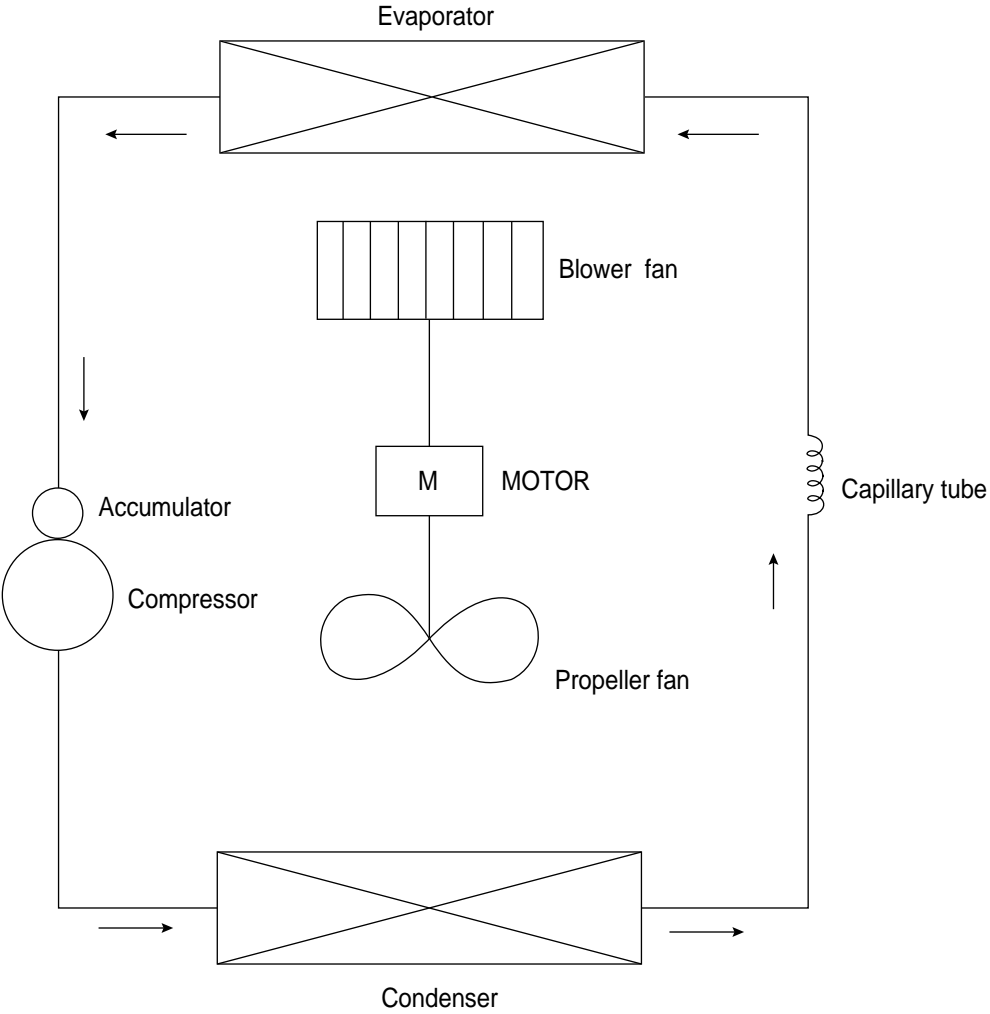 Evaporator
Blower fan
M
MOTOR
Capillary tube
Accumulator
Compressor
Propeller fan
Condenser